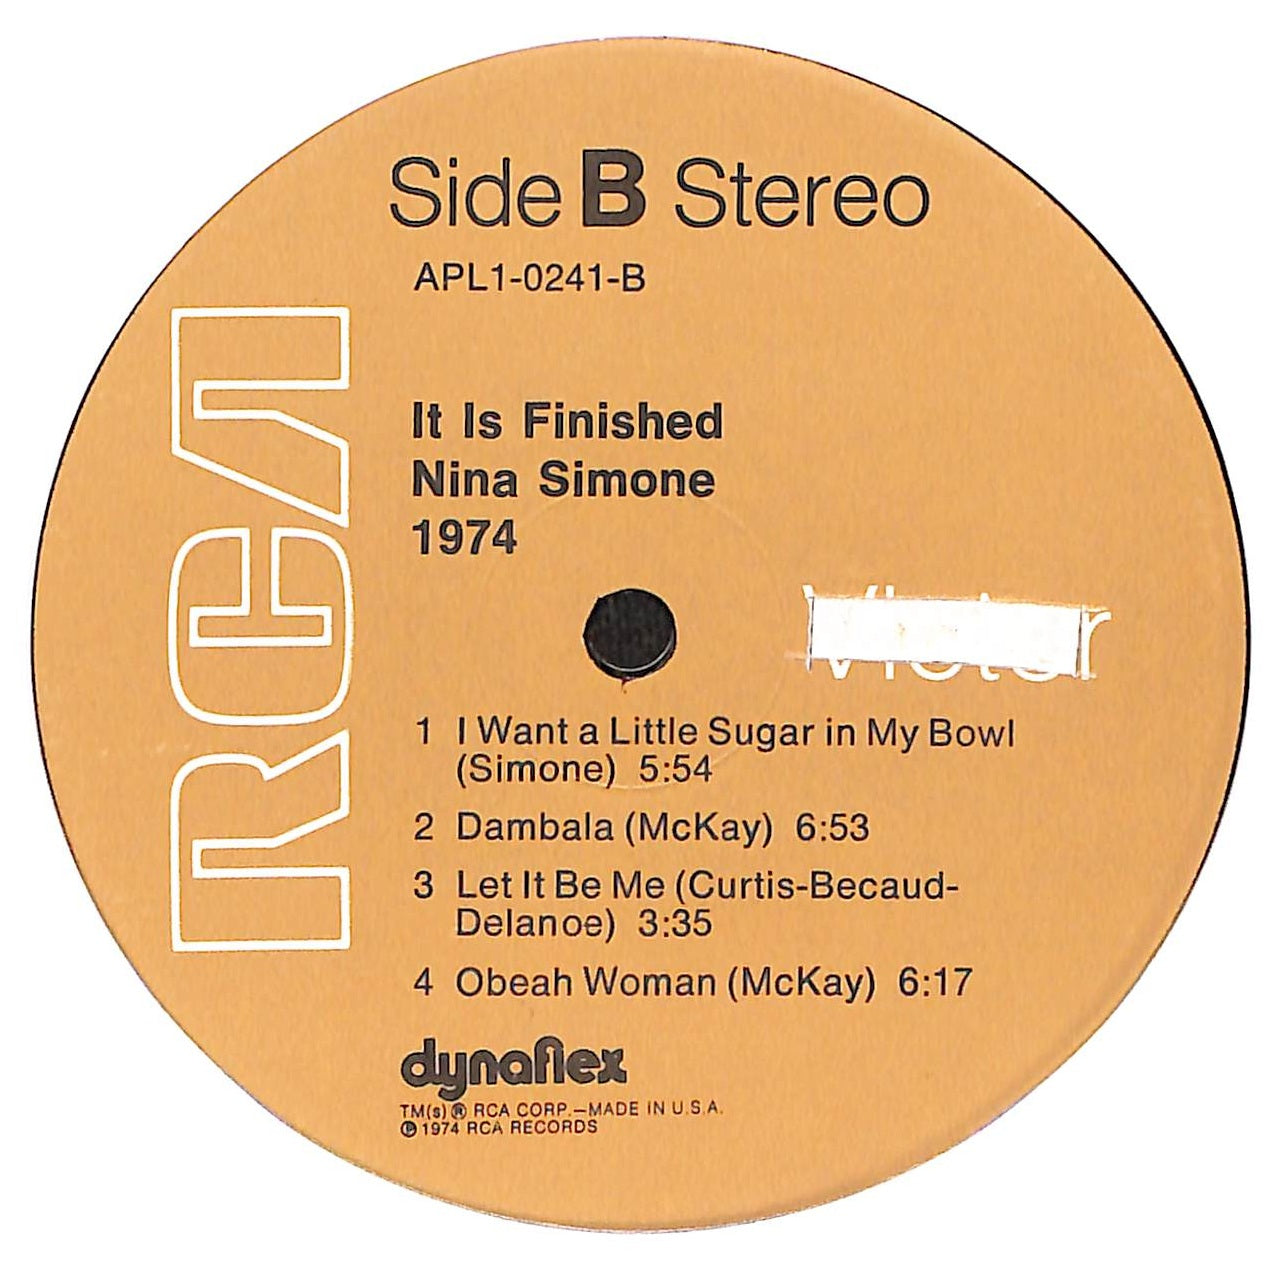 Side B Stereo
APL1-0241-B
RCA
It Is Finished
Nina Simone
1974
Victor
1 I Want a Little Sugar in My Bowl
(Simone) 5:54
2 Dambala (McKay) 6:53
3 Let It Be Me (Curtis-Becaud-
Delanoe) 3:35
4 Obeah Woman (McKay) 6:17
dynaflex
TM(s) ® RCA CORP.—MADE IN U.S.A.
℗ 1974 RCA RECORDS